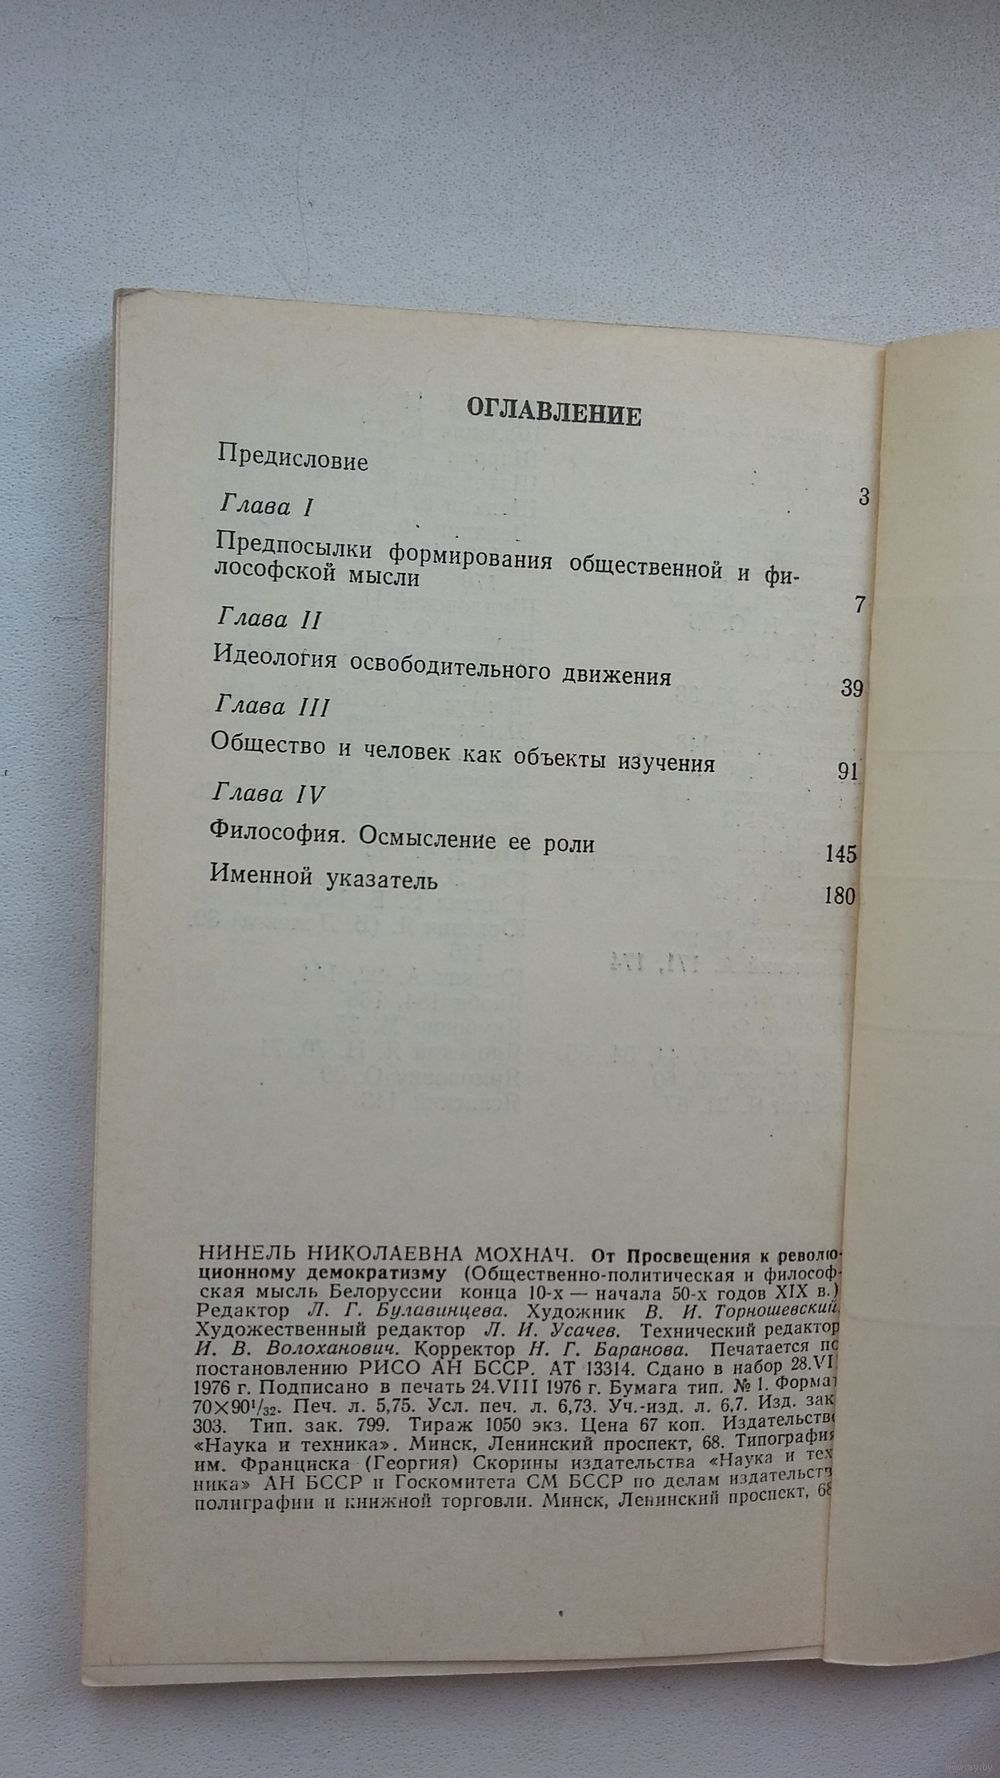 ОГЛАВЛЕНИЕ
Предисловие 3
Глава I
Предпосылки формирования общественной и фи-
лософской мысли 7
Глава II
Идеология освободительного движения 39
Глава III
Общество и человек как объекты изучения 91
Глава IV
Философия. Осмысление ее роли 145
Именной указатель 180
НИНЕЛЬ НИКОЛАЕВНА МОХНАЧ. От Просвещения к револю-
ционному демократизму (Общественно-политическая и философ-
ская мысль Белоруссии конца 10-х — начала 50-х годов XIX в.)
Редактор Л. Г. Булавинцева. Художник В. И. Торношевский.
Художественный редактор Л. И. Усачев. Технический редактор
И. В. Волоханович. Корректор Н. Г. Баранова. Печатается по
постановлению РИСО АН БССР. АТ 13314. Сдано в набор 28.VI
1976 г. Подписано в печать 24.VIII 1976 г. Бумага тип. № 1. Формат
70×90¹/₃₂. Печ. л. 5,75. Усл. печ. л. 6,73. Уч.-изд. л. 6,7. Изд. зак.
303. Тип. зак. 799. Тираж 1050 экз. Цена 67 коп. Издательство
«Наука и техника». Минск, Ленинский проспект, 68. Типография
им. Франциска (Георгия) Скорины издательства «Наука и тех-
ника» АН БССР и Госкомитета СМ БССР по делам издательств,
полиграфии и книжной торговли. Минск, Ленинский проспект, 68